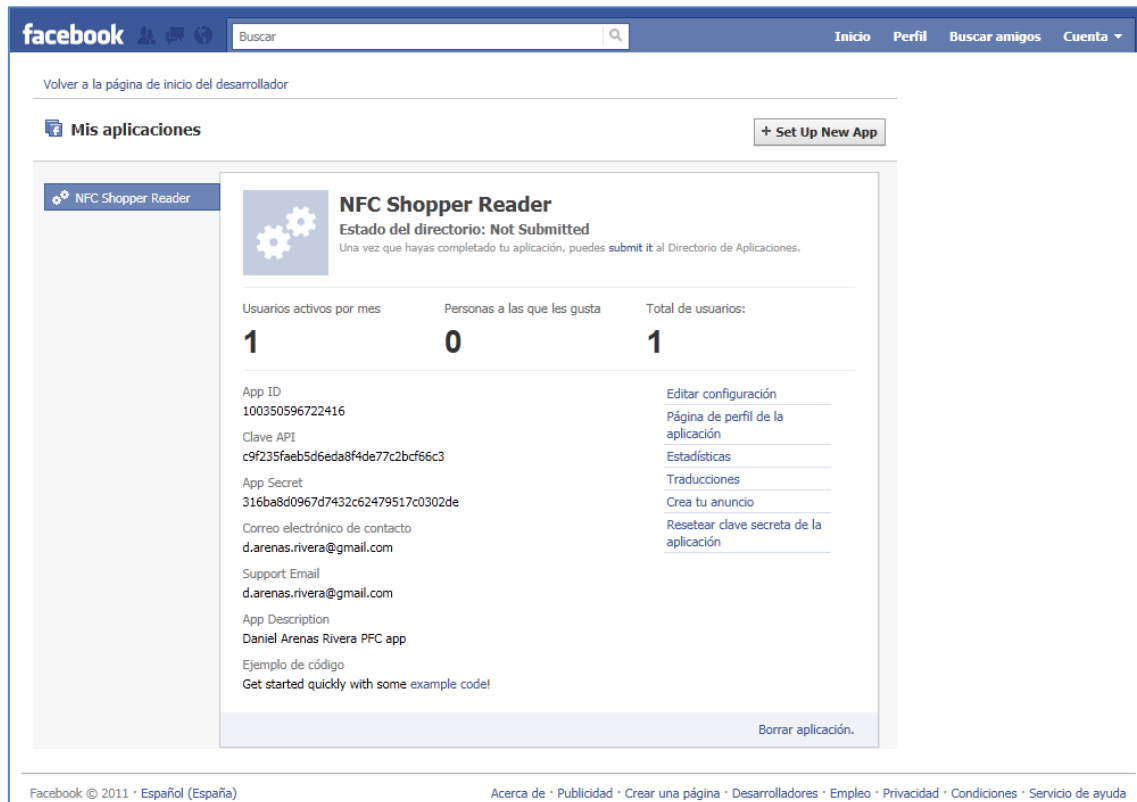 facebook Buscar Inicio Perfil Buscar amigos Cuenta
Volver a la página de inicio del desarrollador
Mis aplicaciones + Set Up New App
NFC Shopper Reader
NFC Shopper Reader
Estado del directorio: Not Submitted
Una vez que hayas completado tu aplicación, puedes submit it al Directorio de Aplicaciones.
Usuarios activos por mes Personas a las que les gusta Total de usuarios:
1 0 1
App ID
100350596722416
Clave API
c9f235faeb5d6eda8f4de77c2bcf66c3
App Secret
316ba8d0967d7432c62479517c0302de
Correo electrónico de contacto
d.arenas.rivera@gmail.com
Support Email
d.arenas.rivera@gmail.com
App Description
Daniel Arenas Rivera PFC app
Ejemplo de código
Get started quickly with some example code!
Editar configuración
Página de perfil de la
aplicación
Estadísticas
Traducciones
Crea tu anuncio
Resetear clave secreta de la
aplicación
Borrar aplicación.
Facebook © 2011 · Español (España) Acerca de · Publicidad · Crear una página · Desarrolladores · Empleo · Privacidad · Condiciones · Servicio de ayuda